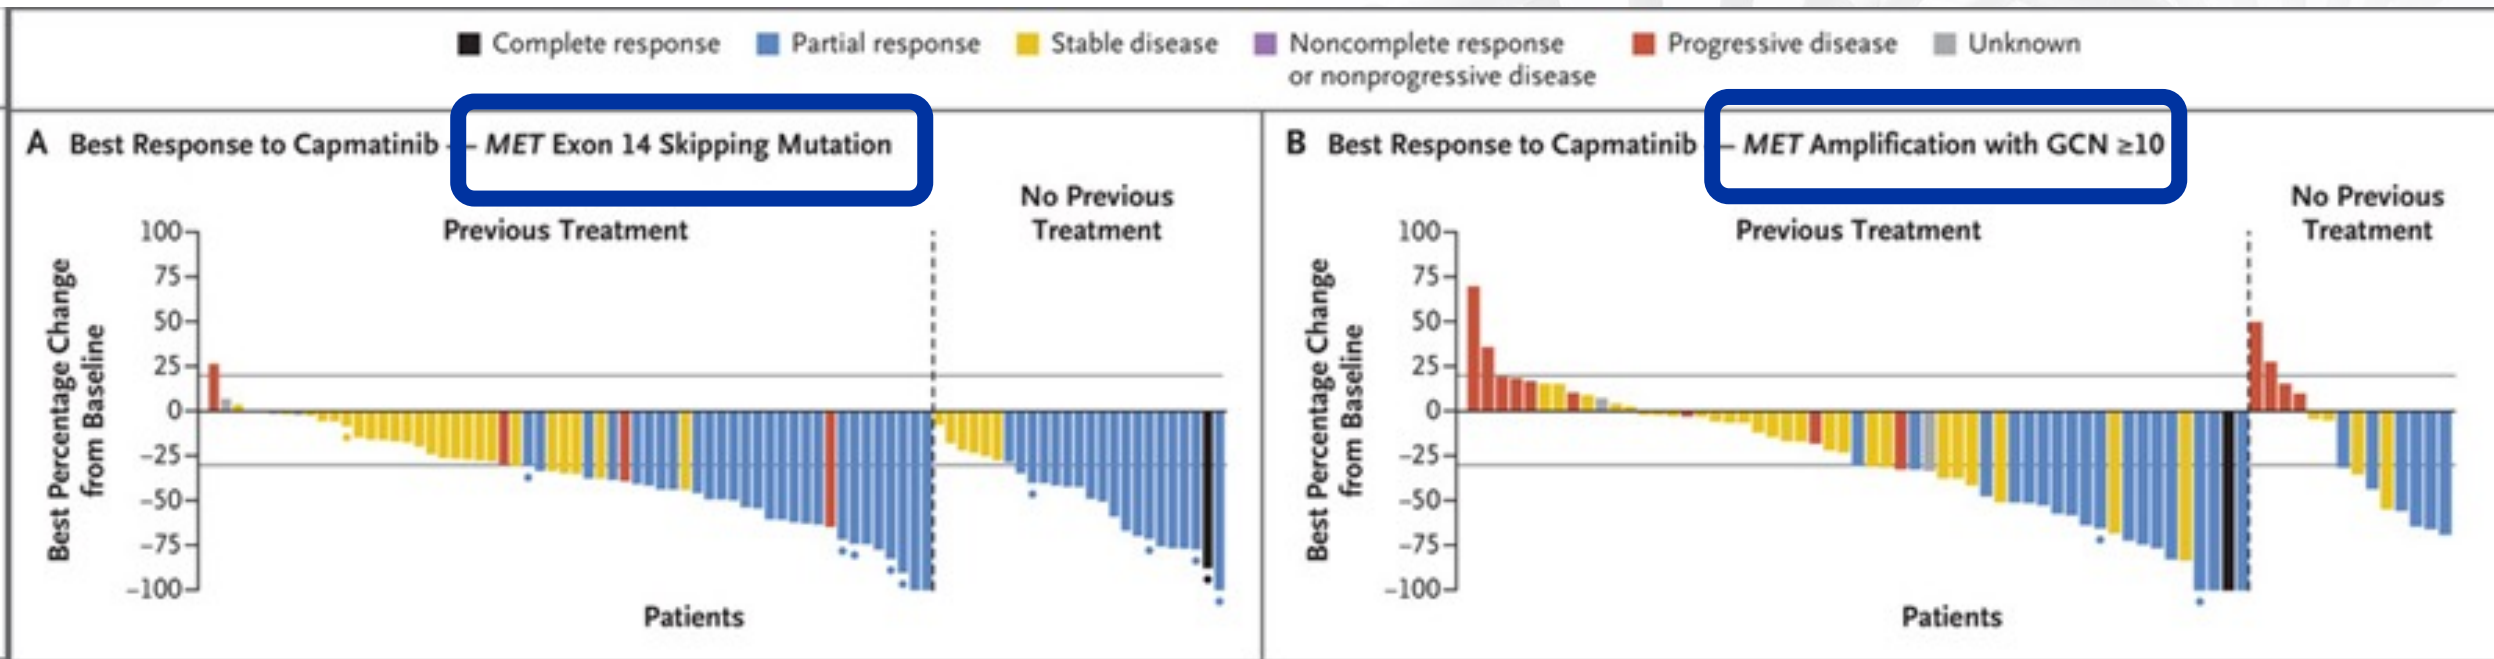 Complete response
Partial response
Stable disease
Noncomplete response
or nonprogressive disease
Progressive disease
Unknown
A Best Response to Capmatinib — MET Exon 14 Skipping Mutation
Previous Treatment
No Previous
Treatment
Best Percentage Change
from Baseline
100
75
50
25
0
−25
−50
−75
−100
Patients
B Best Response to Capmatinib — MET Amplification with GCN ≥10
Previous Treatment
No Previous
Treatment
Best Percentage Change
from Baseline
100
75
50
25
0
−25
−50
−75
−100
Patients